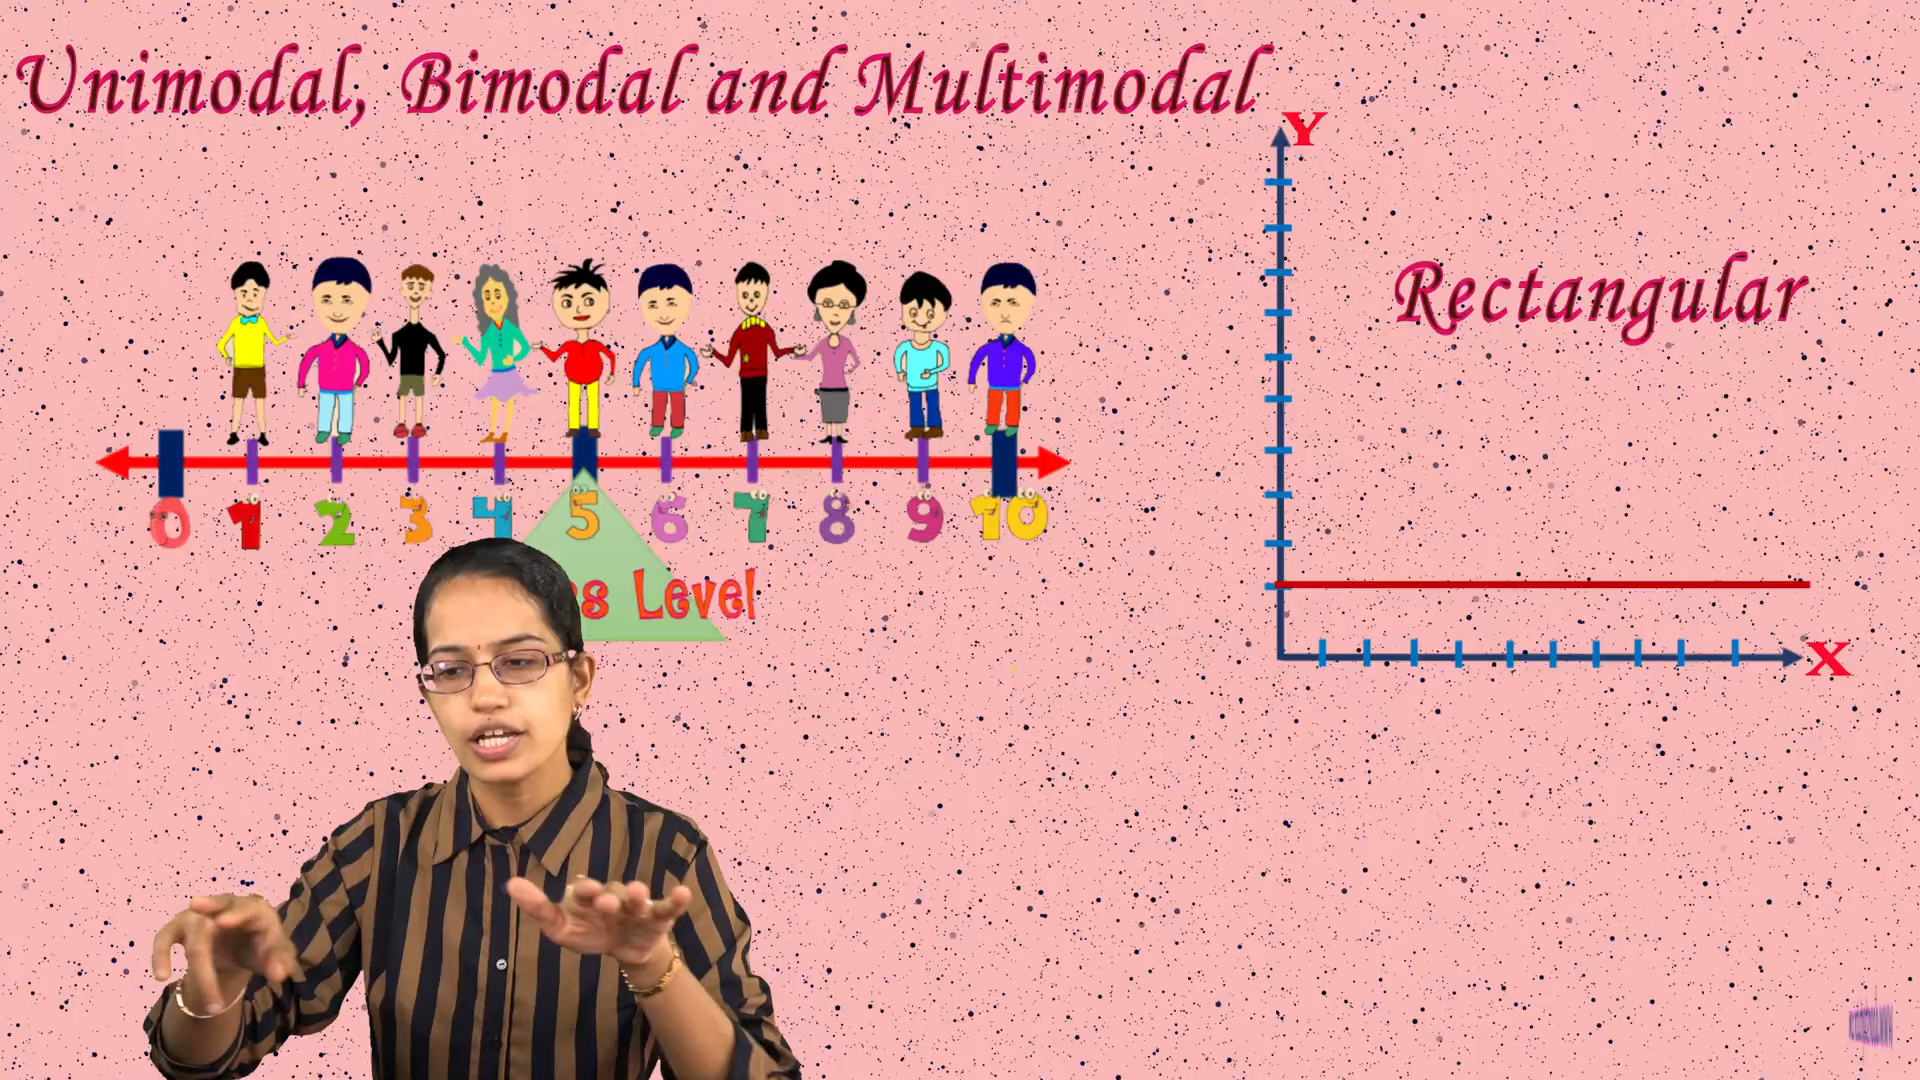 Unimodal, Bimodal and Multimodal
Y
Rectangular
0 1 2 3 4 5 6 7 8 9 10
Level
X